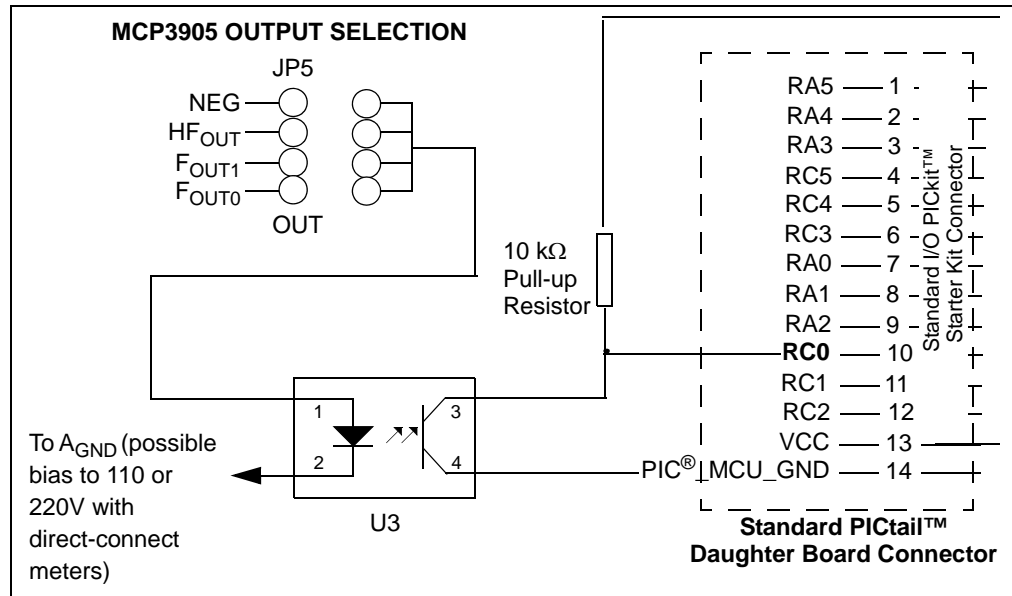 MCP3905 OUTPUT SELECTION
JP5
NEG
HFOUT
FOUT1
FOUT0
OUT
10 kΩ
Pull-up
Resistor
RA5 1
RA4 2
RA3 3
RC5 4
RC4 5
RC3 6
RA0 7
RA1 8
RA2 9
RC0 10
RC1 11
RC2 12
VCC 13
PIC®_MCU_GND 14
Standard I/O PICkit™
Starter Kit Connector
1
2
3
4
U3
To AGND (possible
bias to 110 or
220V with
direct-connect
meters)
Standard PICtail™
Daughter Board Connector